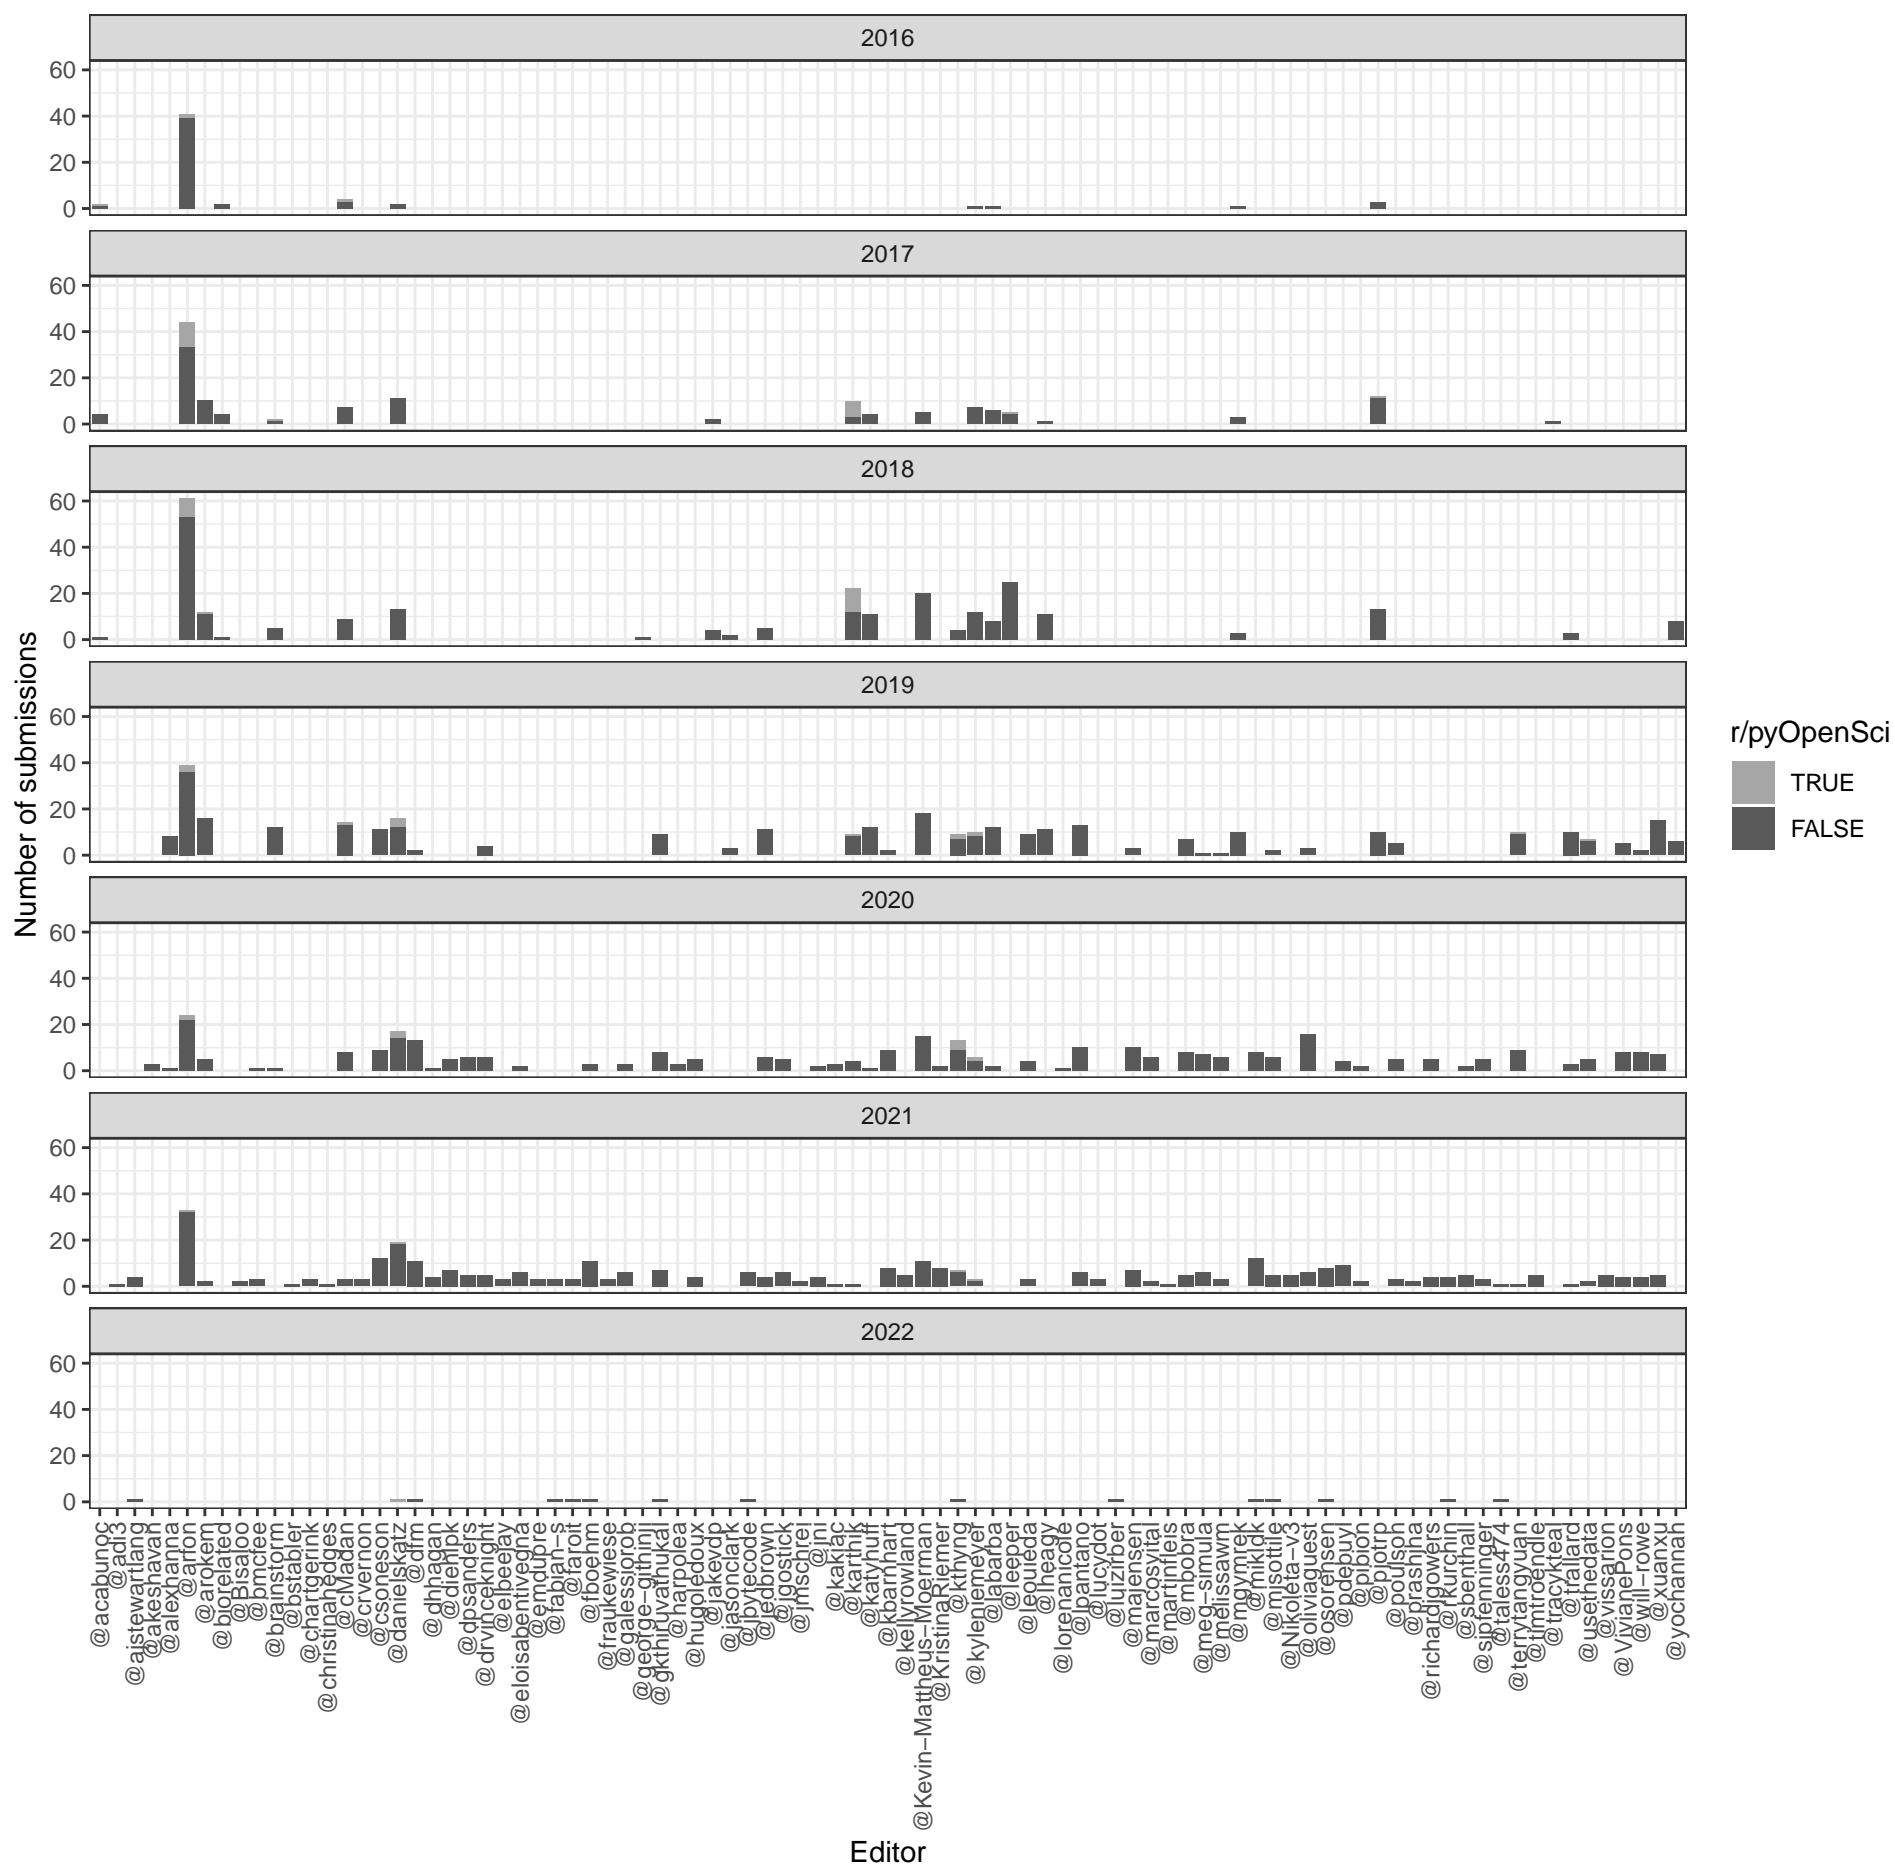 2016
60
40
20
0
2017
60
40
20
0
2018
60
40
20
0
2019
60
40
20
0
2020
60
40
20
0
2021
60
40
20
0
2022
60
40
20
0
Number of submissions
r/pyOpenSci
TRUE
FALSE
@acabunoc
@adi3
@ajstewartlang
@akeshavan
@alexhanna
@arfon
@arokem
@biorelated
@Bisaloo
@bmcfee
@brainstorm
@bstabler
@chartgerink
@christinahedges
@cMadan
@crvernon
@csoneson
@danielskatz
@dfm
@dhhagan
@diehlpk
@dpsanders
@drvinceknight
@elbeejay
@eloisabentivegna
@emdupre
@fabian−s
@faroit
@fboehm
@fraukewiese
@galessiorob
@george−githinji
@gkthiruvathukal
@harpolea
@hugoledoux
@jakevdp
@jasonclark
@jbytecode
@jedbrown
@jgostick
@jmschrei
@jni
@kakiac
@karthik
@katyhuff
@kbarnhart
@kellyrowland
@Kevin−Mattheus−Moerman
@KristinaRiemer
@kthyng
@kyleniemeyer
@labarba
@leeper
@leouieda
@lheagy
@lorenanicole
@lpantano
@lucydot
@luizirber
@majensen
@marcosvital
@martinfleis
@mbobra
@meg−simula
@melissawm
@mgymrek
@mikldk
@mjsottile
@Nikoleta−v3
@oliviaguest
@osorensen
@pdebuyl
@pibion
@pjotrp
@poulson
@prashjha
@richardjgowers
@rkurchin
@sbenthall
@sjpfenninger
@taless474
@terrytangyuan
@timtroendle
@tracykteal
@trallard
@usethedata
@vissarion
@VivianePons
@will−rowe
@xuanxu
@yochannah
Editor